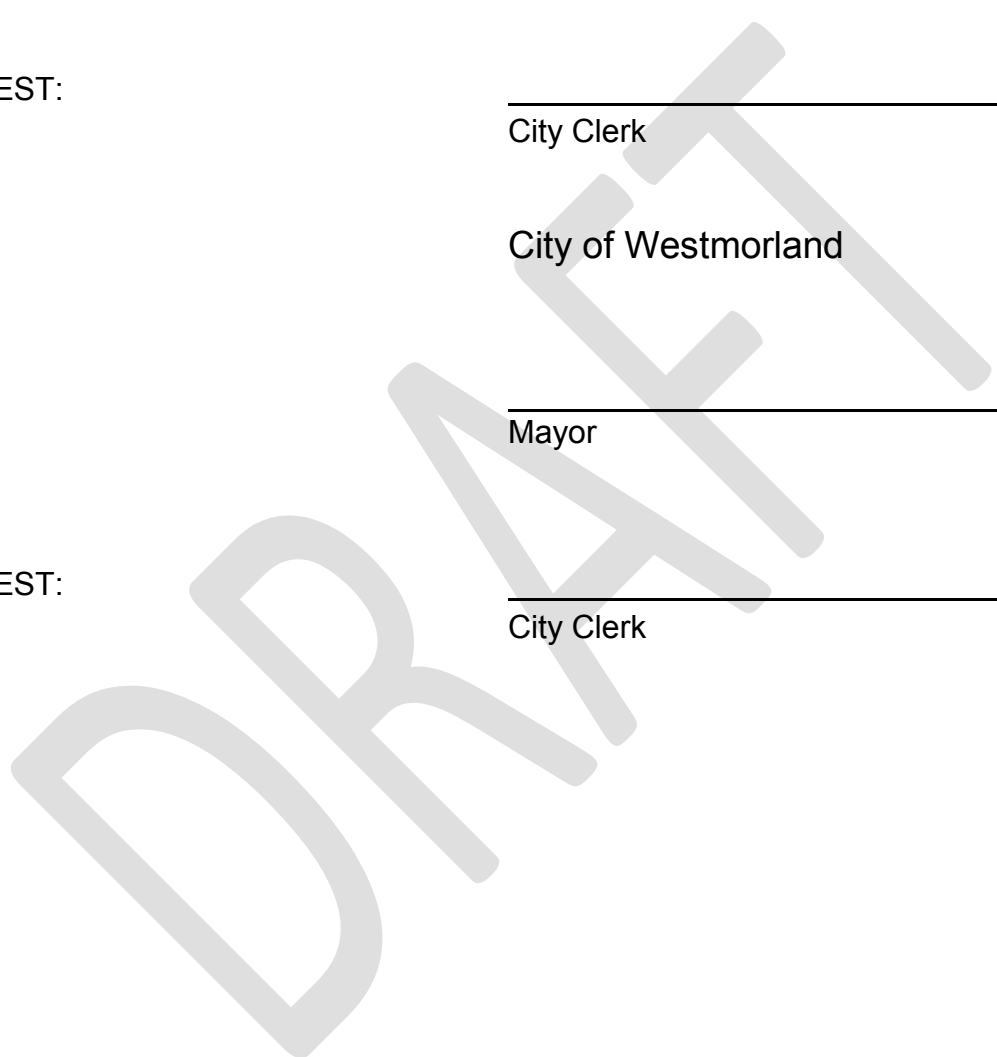 EST:
City Clerk
City of Westmorland
Mayor
EST:
City Clerk
DRAFT